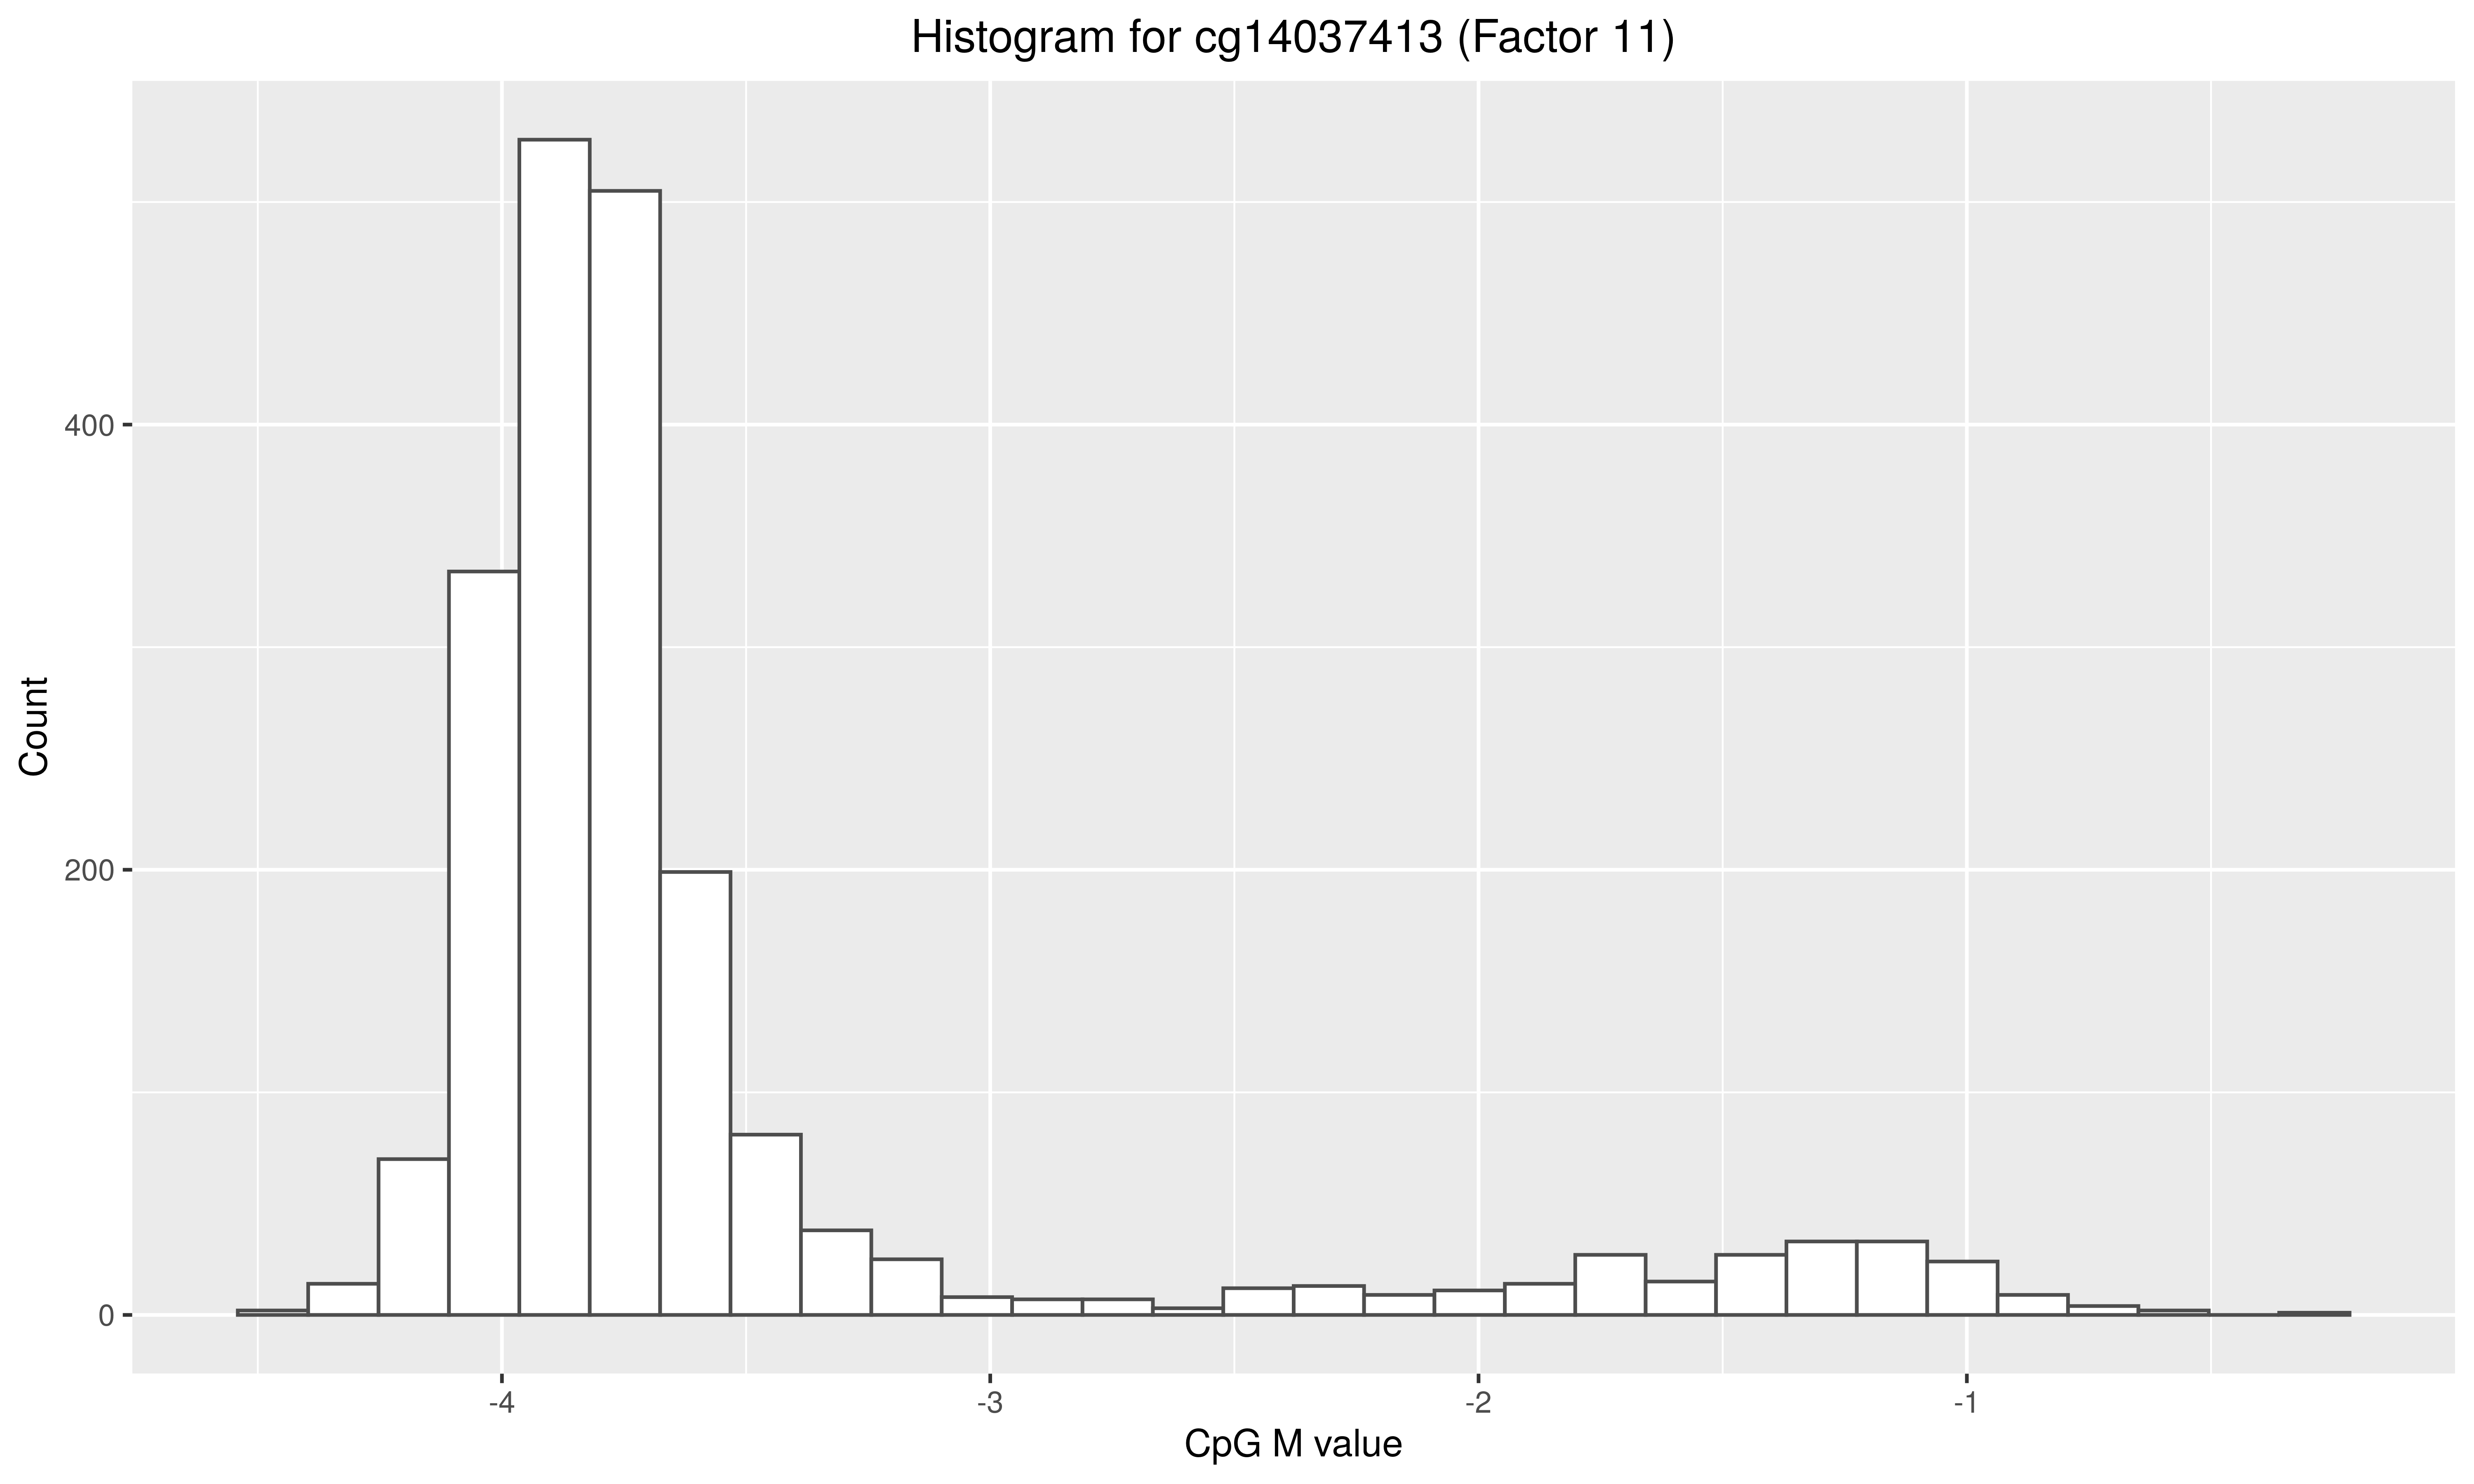 Histogram for cg14037413 (Factor 11)
Count
400
200
0
-4 -3 -2 -1
CpG M value